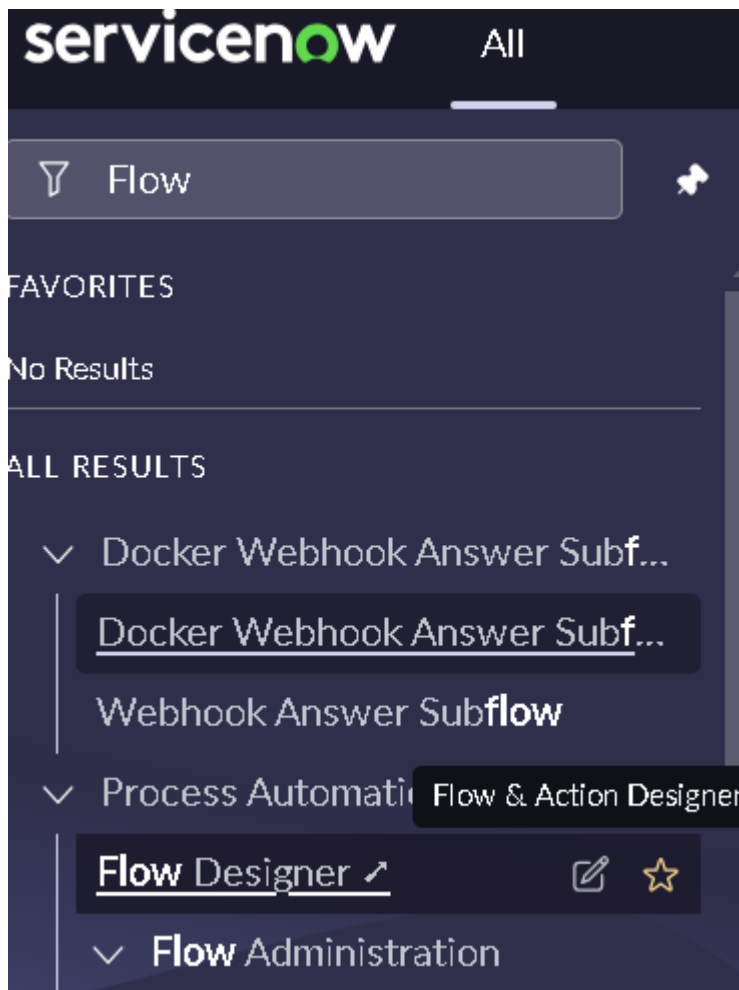 servicenow All
Flow
FAVORITES
No Results
ALL RESULTS
Docker Webhook Answer Subf...
Docker Webhook Answer Subf...
Webhook Answer Subflow
Process Automati Flow & Action Designer
Flow Designer
Flow Administration